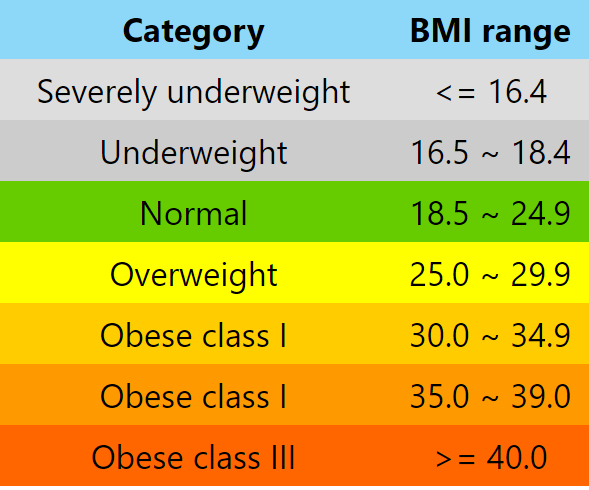 Category BMI range
Severely underweight <= 16.4
Underweight 16.5 ~ 18.4
Normal 18.5 ~ 24.9
Overweight 25.0 ~ 29.9
Obese class I 30.0 ~ 34.9
Obese class I 35.0 ~ 39.0
Obese class III >= 40.0